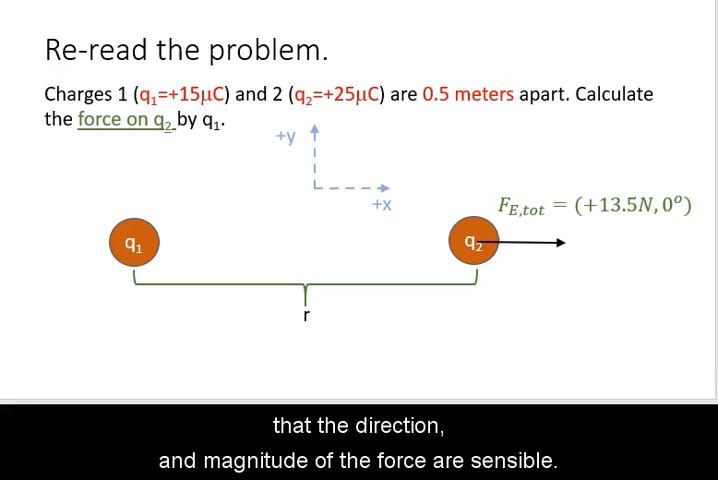 Re-read the problem.
Charges 1 (q₁=+15μC) and 2 (q₂=+25μC) are 0.5 meters apart. Calculate
the force on q₂ by q₁.
+y
+x
F_{E,tot} = (+13.5N, 0°)
q₁
q₂
r
that the direction,
and magnitude of the force are sensible.